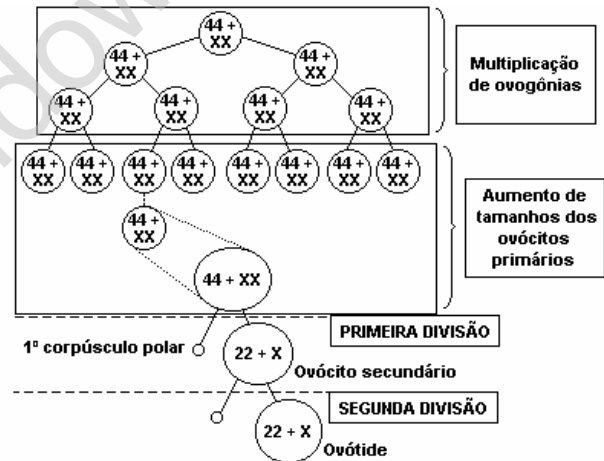 44 +
XX
44 +
XX
44 +
XX
Multiplicação
de ovogônias
44 +
XX
44 +
XX
44 +
XX
44 +
XX
44 +
XX
44 +
XX
44 +
XX
44 +
XX
44 +
XX
44 +
XX
44 +
XX
44 +
XX
Aumento de
tamanhos dos
ovócitos
primários
44 +
XX
44 + XX
PRIMEIRA DIVISÃO
1º corpúsculo polar
22 + X
Ovócito secundário
SEGUNDA DIVISÃO
22 + X
Ovótide